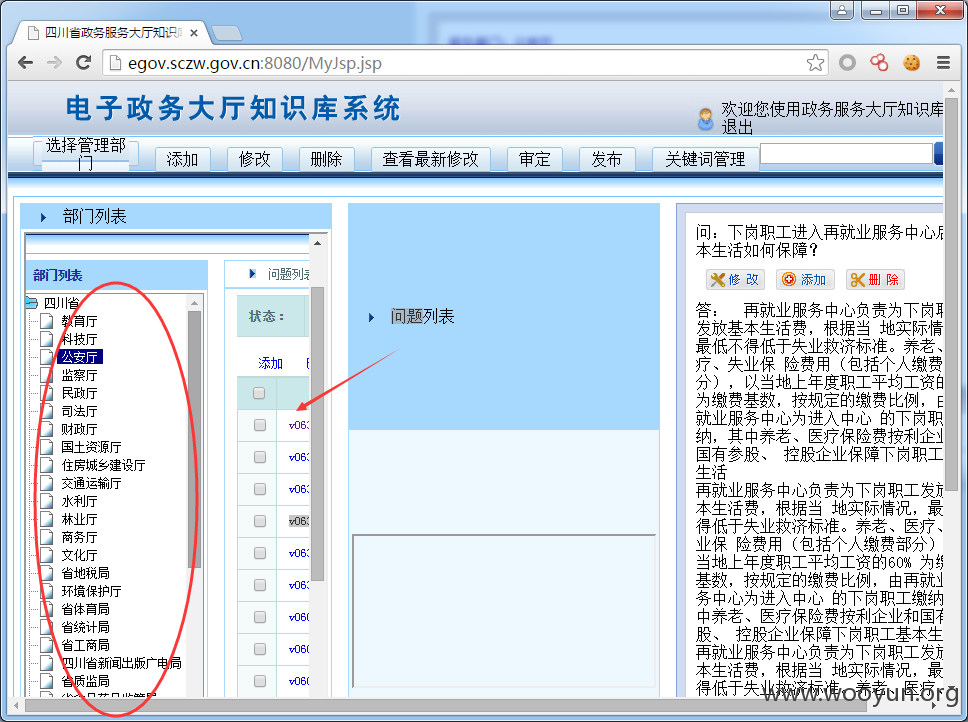 四川省政务服务大厅知识
egov.sczw.gov.cn:8080/MyJsp.jsp
电子政务大厅知识库系统
欢迎您使用政务服务大厅知识库
退出
选择管理部
门
添加
修改
删除
查看最新修改
审定
发布
关键词管理
部门列表
部门列表
四川省
教育厅
科技厅
公安厅
监察厅
民政厅
司法厅
财政厅
国土资源厅
住房城乡建设厅
交通运输厅
水利厅
林业厅
商务厅
文化厅
省地税局
环境保护厅
省体育局
省统计局
省工商局
四川省新闻出版广电局
省质监局
问题列表
状态：
添加
v063
v063
v063
v063
v063
v063
v060
v060
v060
问题列表
问：下岗职工进入再就业服务中心后
本生活如何保障？
修 改
添加
删 除
答： 再就业服务中心负责为下岗职
发放基本生活费，根据当 地实际情
最低不得低于失业救济标准。养老、
疗、失业保 险费用（包括个人缴费
分），以当地上年度职工平均工资的
为缴费基数，按规定的缴费比例，由
就业服务中心为进入中心 的下岗职
纳，其中养老、医疗保险费按利企业
国有参股、 控股企业保障下岗职工
生活
再就业服务中心负责为下岗职工发放
本生活费，根据当 地实际情况，最
得低于失业救济标准。养老、医疗、
业保 险费用（包括个人缴费部分）
当地上年度职工平均工资的60% 为缴
基数，按规定的缴费比例，由再就业
务中心为进入中心 的下岗职工缴纳
中养老、医疗保险费按利企业和国有
股、 控股企业保障下岗职工基本生
再就业服务中心负责为下岗职工发放
本生活费，根据当 地实际情况，最
得低于失业救济标准。养老、医疗、
www.wooyun.org